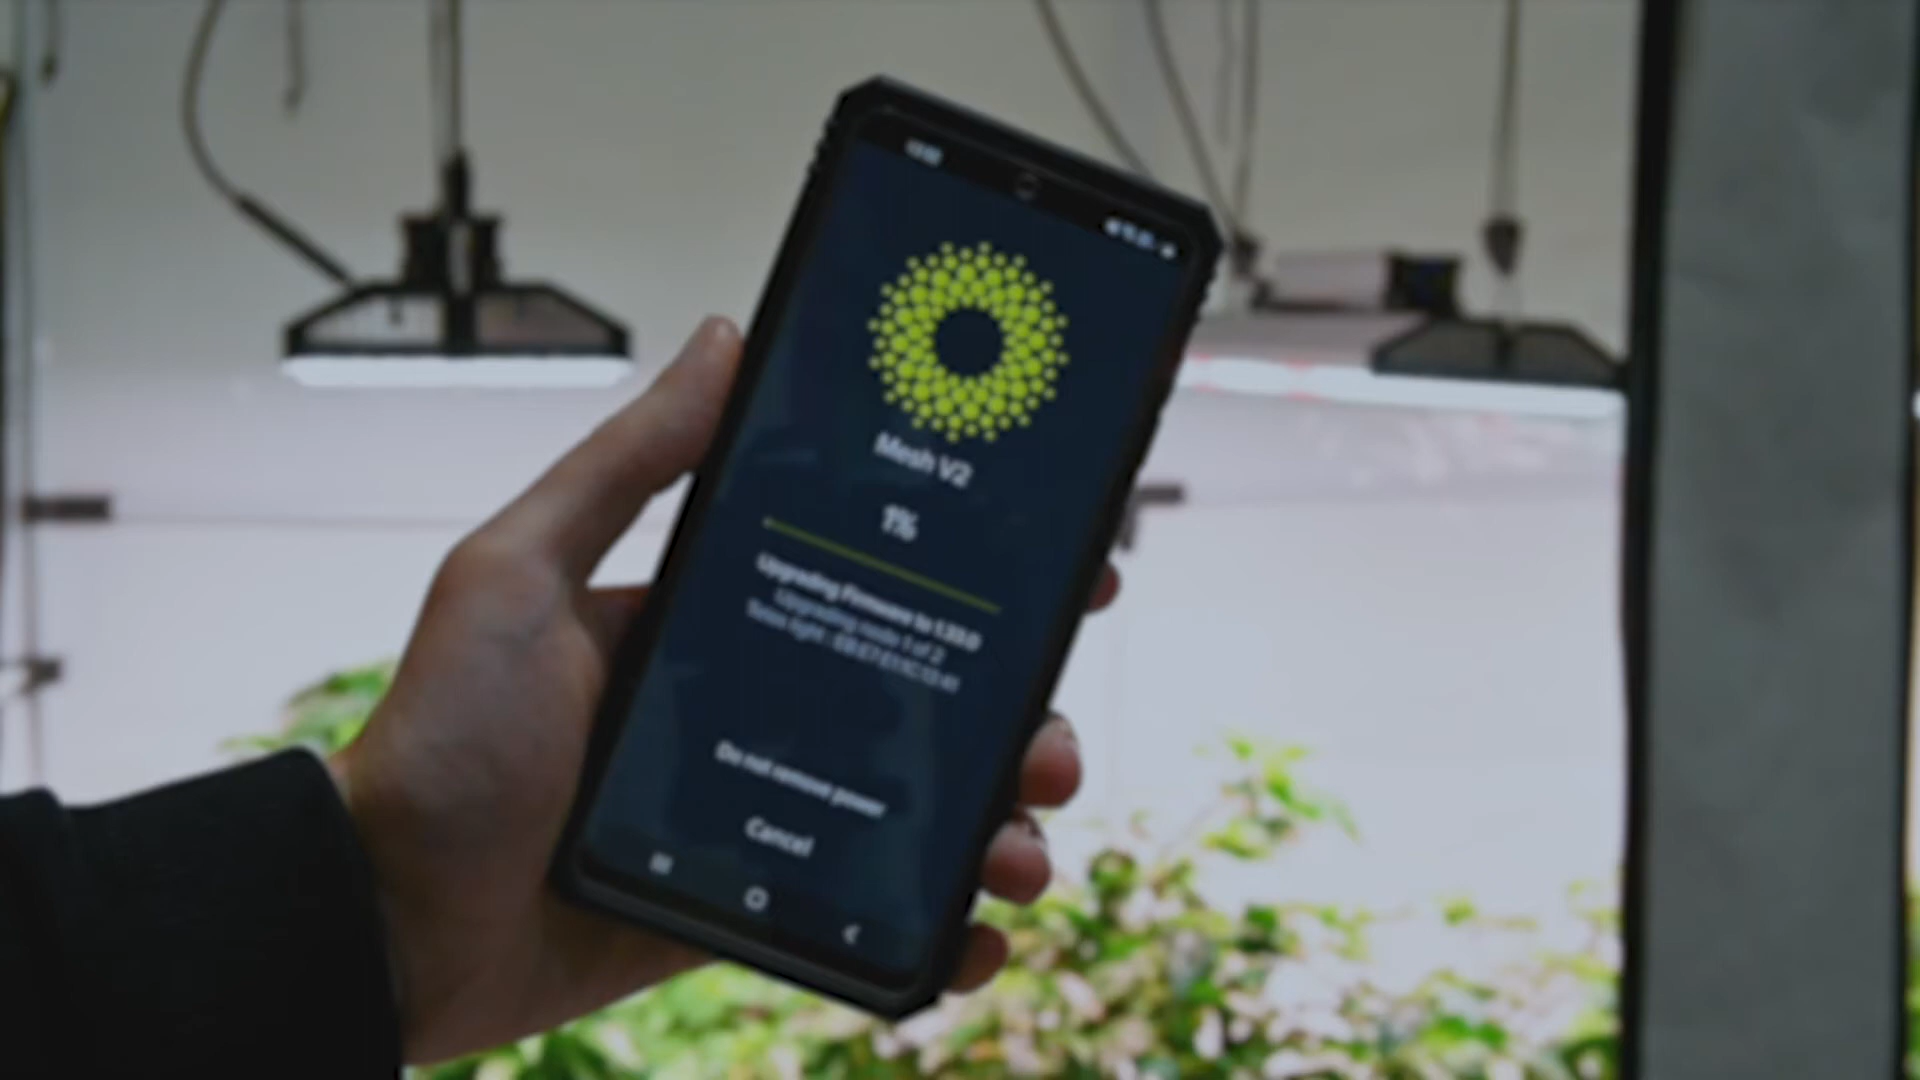 Mesh V2
1%
Upgrading Firmware to 1.33.0
Upgrading node 1 of 2
light :
Do not remove power
Cancel